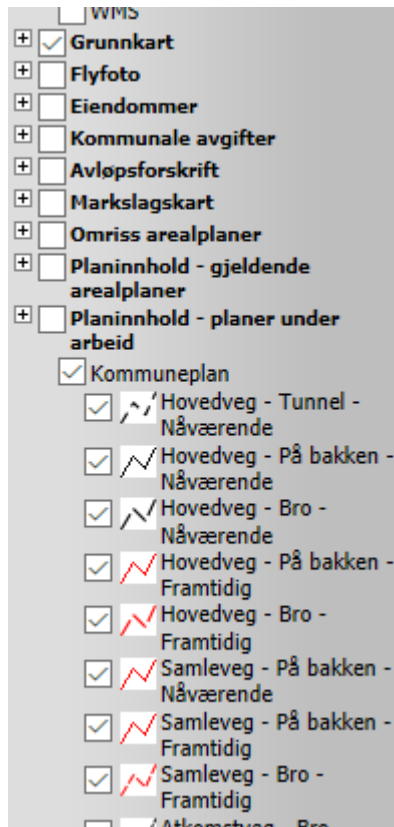 WMS
Grunnkart
Flyfoto
Eiendommer
Kommunale avgifter
Avløpsforskrift
Markslagskart
Omriss arealplaner
Planinnhold - gjeldende
arealplaner
Planinnhold - planer under
arbeid
Kommuneplan
Hovedveg - Tunnel -
Nåværende
Hovedveg - På bakken -
Nåværende
Hovedveg - Bro -
Nåværende
Hovedveg - På bakken -
Framtidig
Hovedveg - Bro -
Framtidig
Samleveg - På bakken -
Nåværende
Samleveg - På bakken -
Framtidig
Samleveg - Bro -
Framtidig
Atkomstveg - Bro